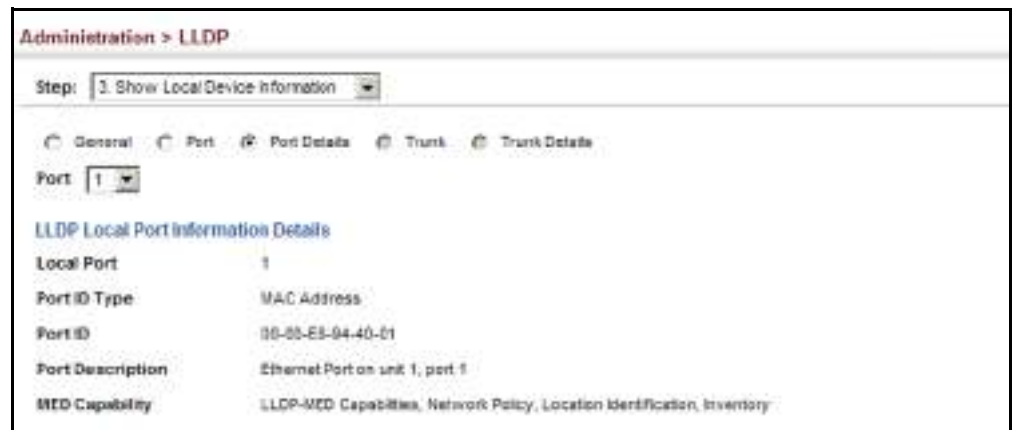 Administration > LLDP
Step: 3. Show Local Device Information
General Port Port Details Trunk Trunk Details
Port 1
LLDP Local Port Information Details
Local Port 1
Port ID Type MAC Address
Port ID
Port Description Ethernet Port on unit 1, port 1
MED Capability LLDP-MED Capabilities, Network Policy, Location Identification, Inventory